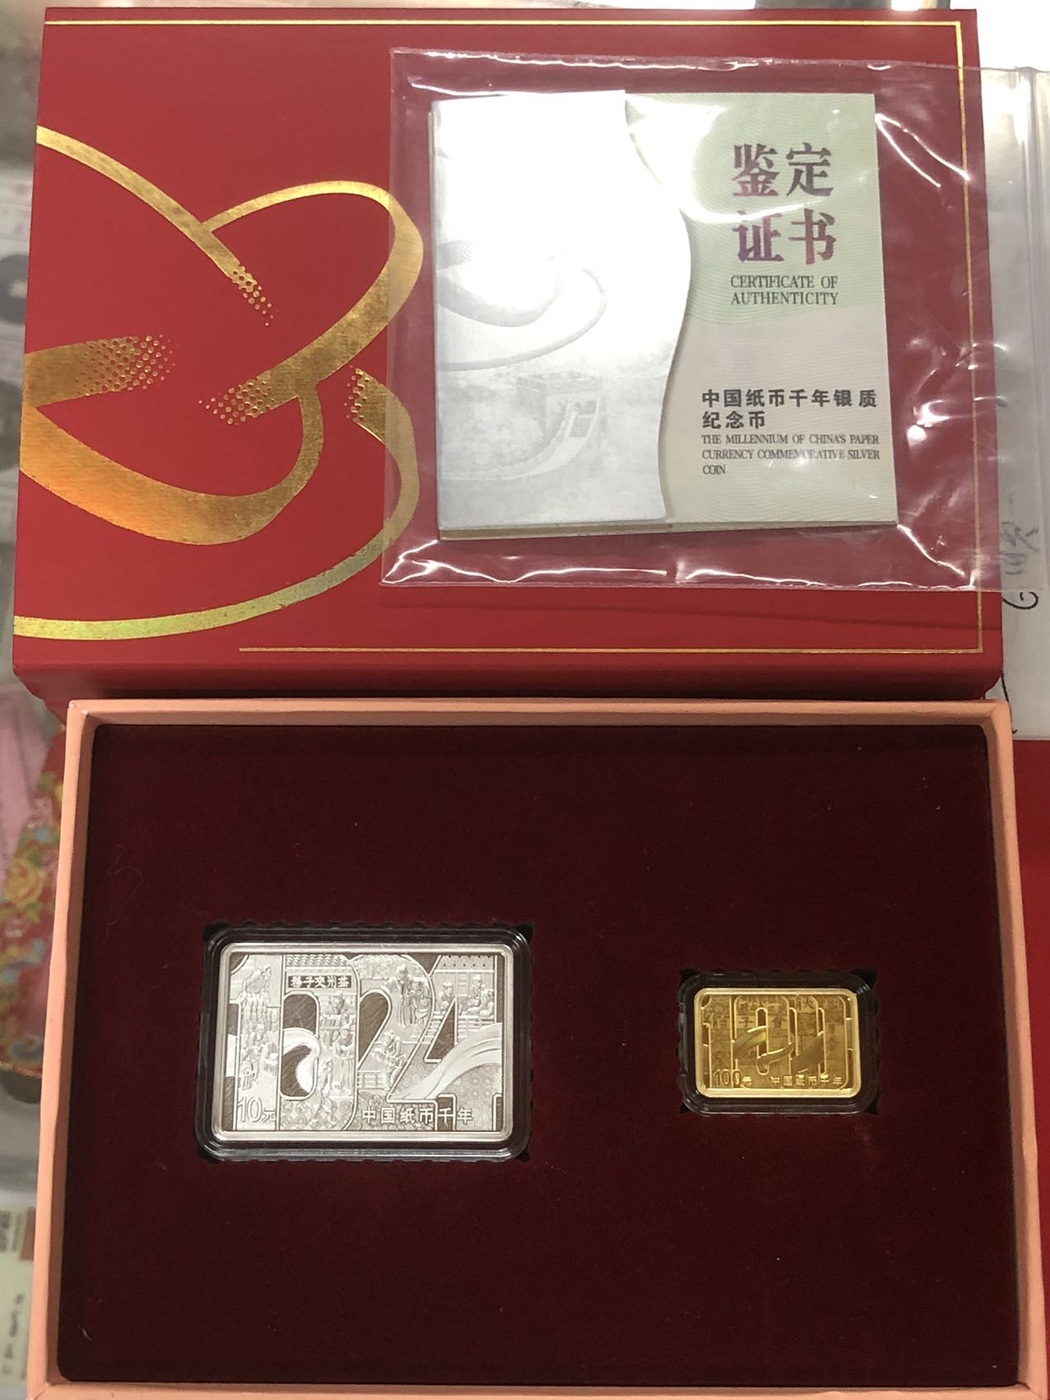 鉴定
证书
CERTIFICATE OF
AUTHENTICITY
中国纸币千年银质
纪念币
THE MILLENNIUM OF CHINA'S PAPER
CURRENCY COMMEMORATIVE SILVER
COIN
1024
10元
中国纸币千年
100元
中国纸币千年